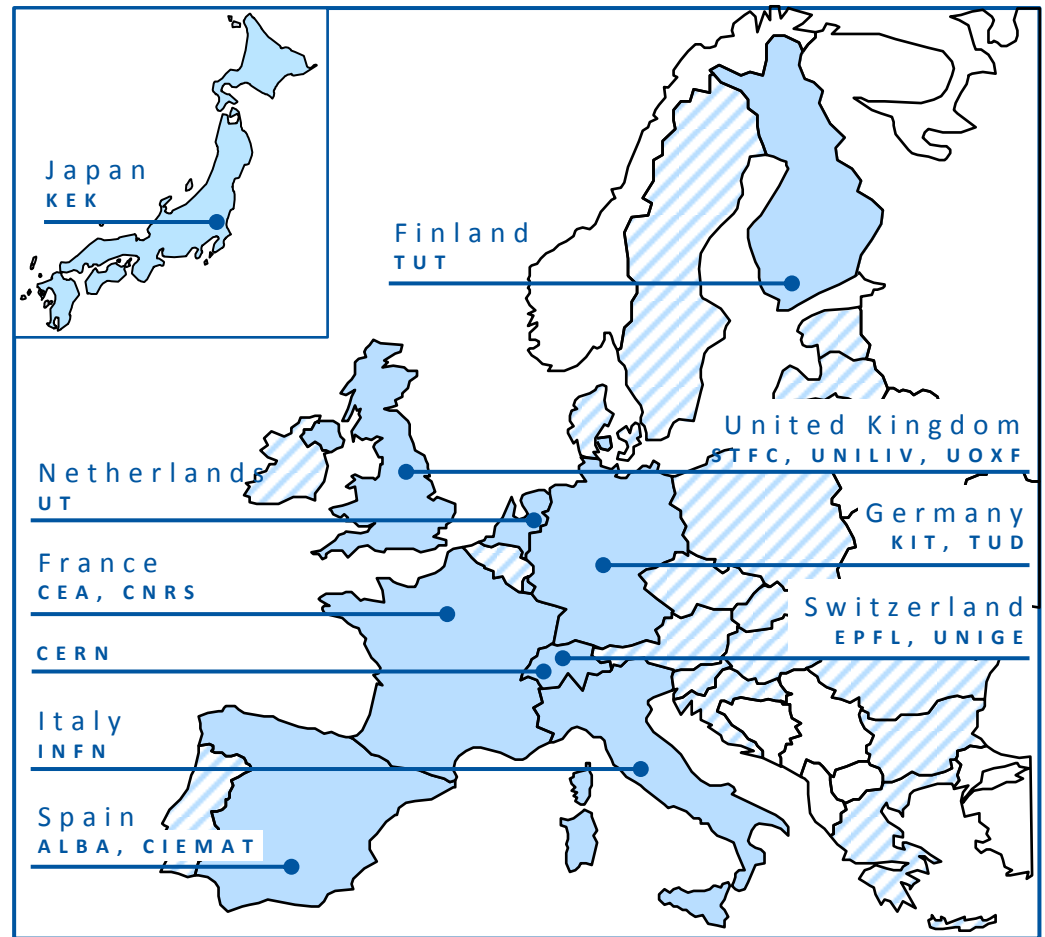 Japan
KEK
Finland
TUT
United Kingdom
STFC, UNILIV, UOXF
Netherlands
UT
Germany
KIT, TUD
France
CEA, CNRS
Switzerland
EPFL, UNIGE
CERN
Italy
INFN
Spain
ALBA, CIEMAT